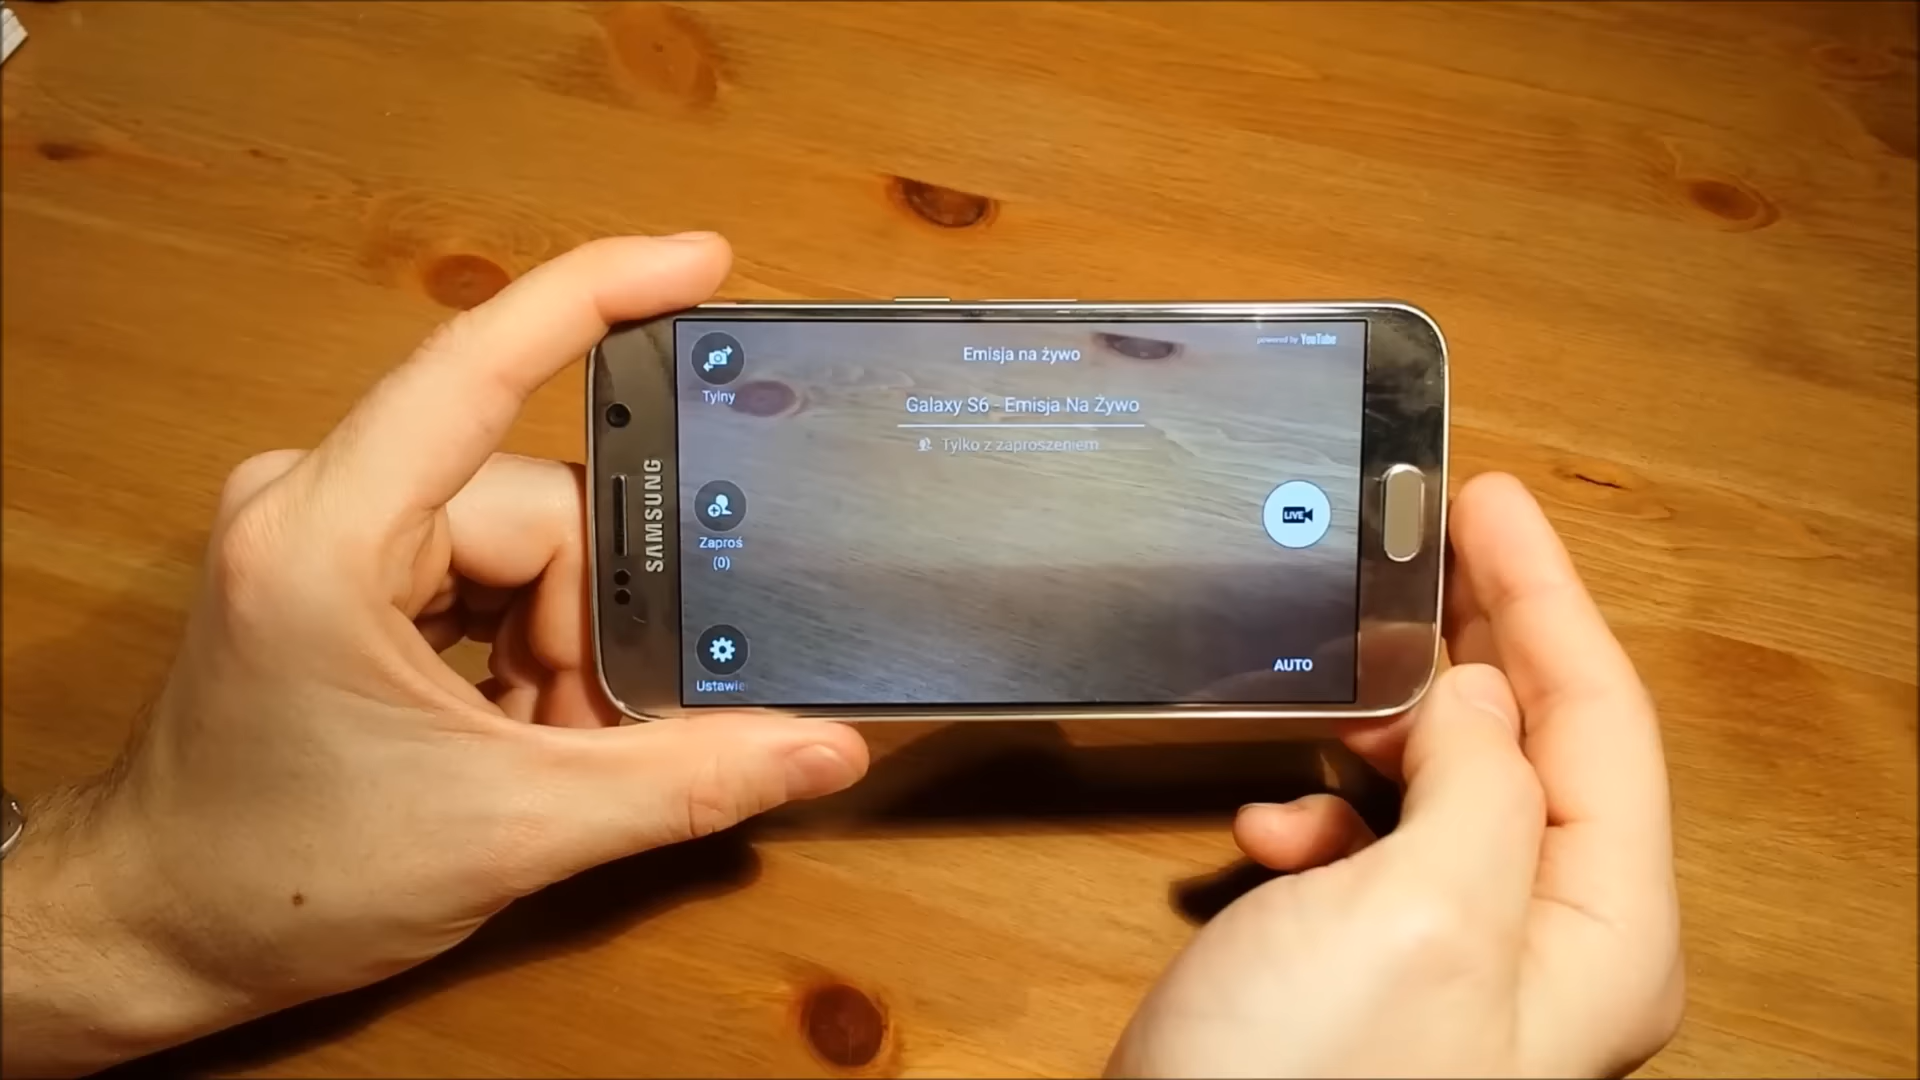 powered by YouTube
Emisja na żywo
Tylny
Galaxy S6 - Emisja Na Żywo
Tylko z zaproszeniem
SAMSUNG
LIVE
Zaproś
(0)
AUTO
Ustawie